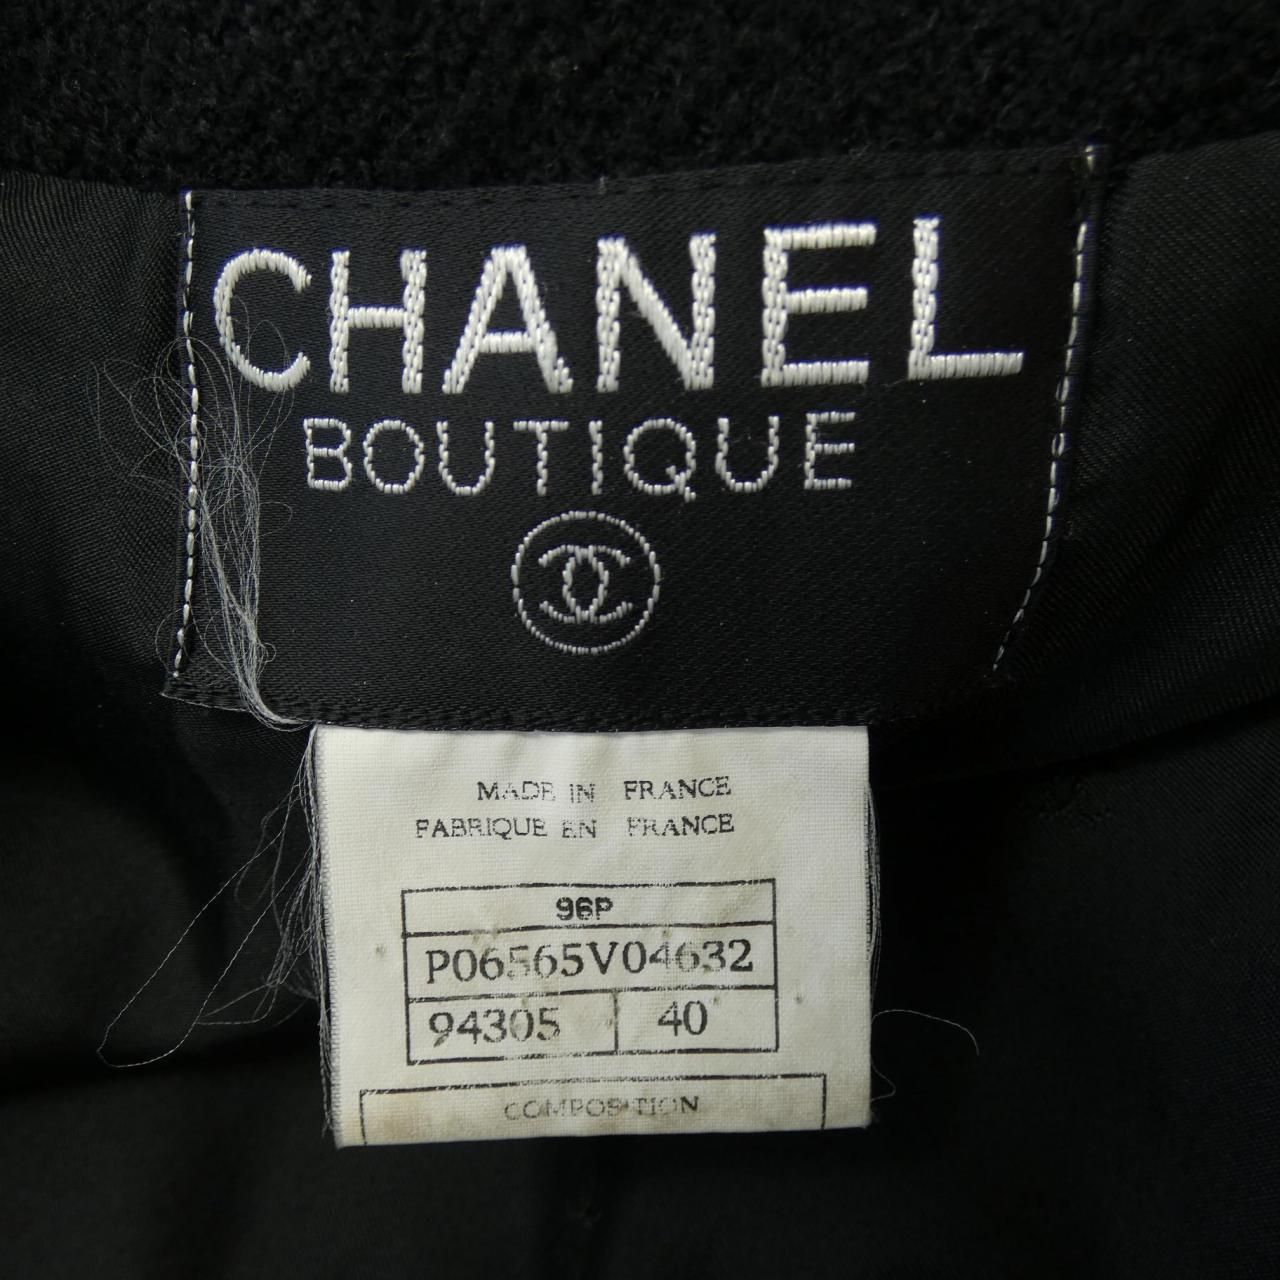 CHANEL
BOUTIQUE
MADE IN FRANCE
FABRIQUE EN FRANCE
96P
P06565V04632
94305 40
COMPOSITION